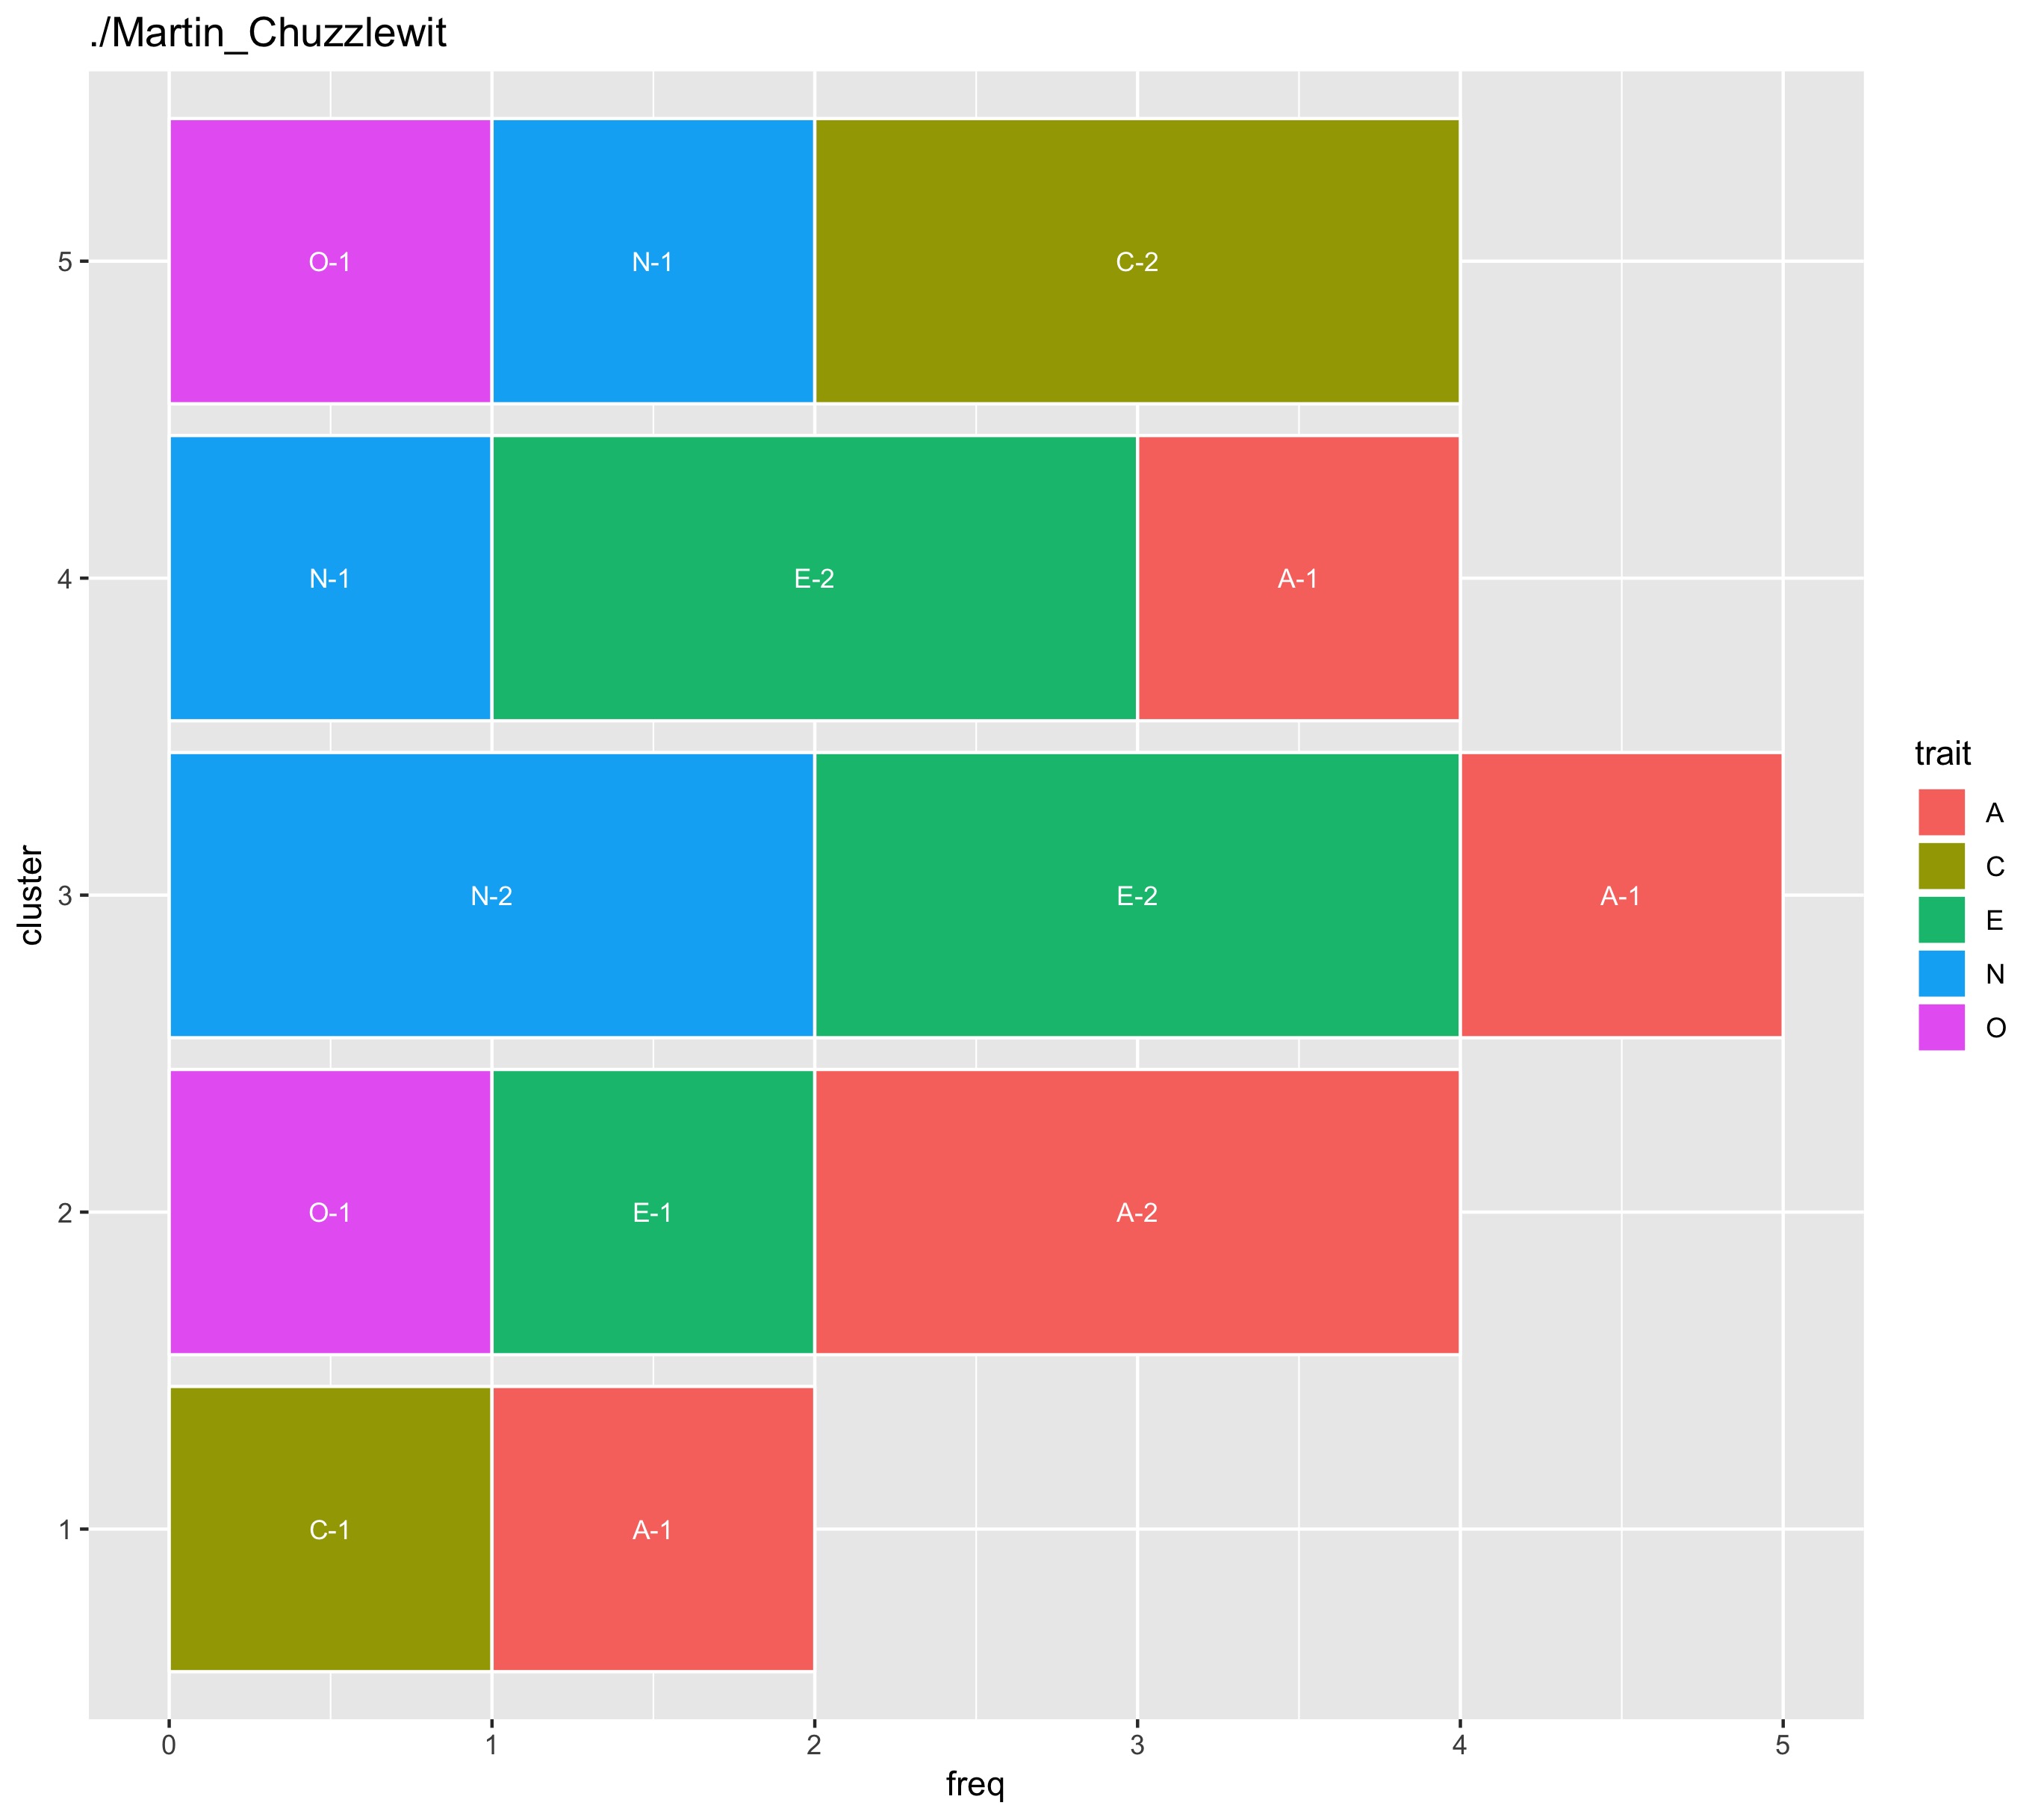 ./Martin_Chuzzlewit
5
O-1 N-1 C-2
4
N-1 E-2 A-1
3
N-2 E-2 A-1
2
O-1 E-1 A-2
1
C-1 A-1
cluster
0 1 2 3 4 5
freq
trait
A
C
E
N
O